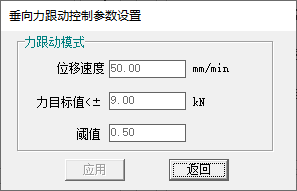 垂向力跟动控制参数设置
力跟动模式
位移速度 50.00 mm/min
力目标值<± 9.00 kN
阈值 0.50
应用 返回